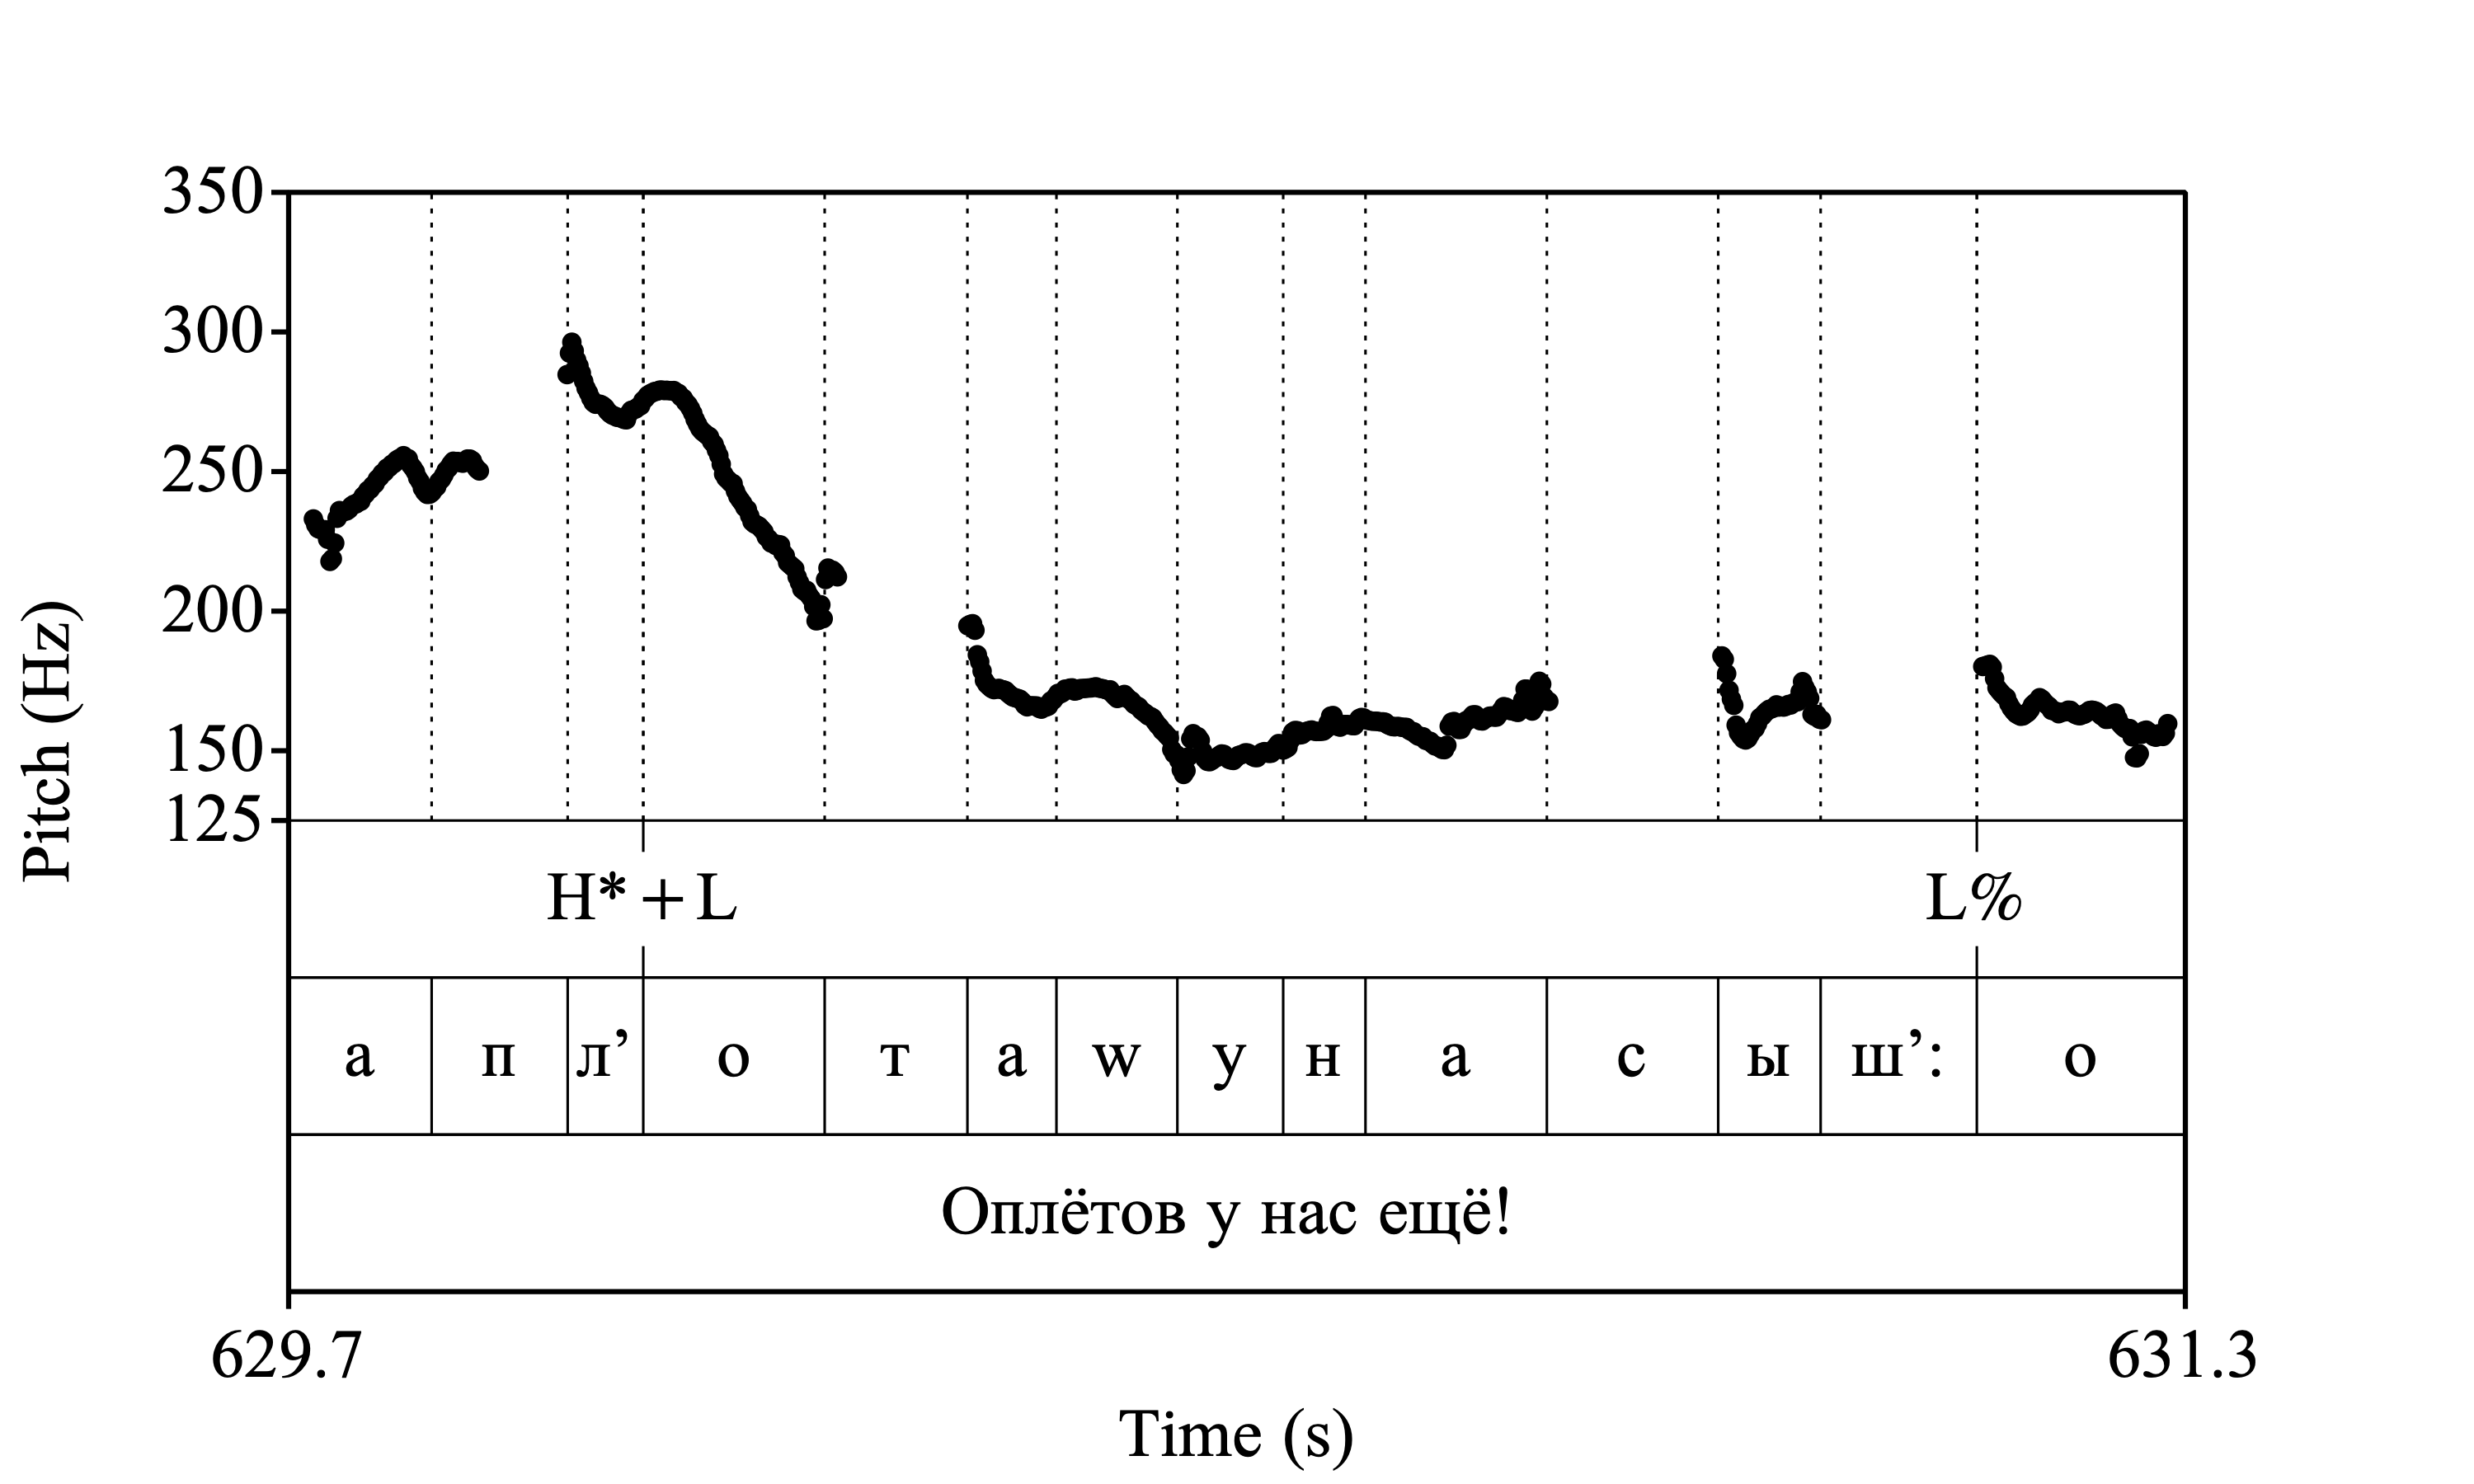 350
300
250
200
150
125
Pitch (Hz)
H*+L L%
а п л’ о т а w у н а с ы ш’: о
Оплётов у нас ещё!
629.7 631.3
Time (s)